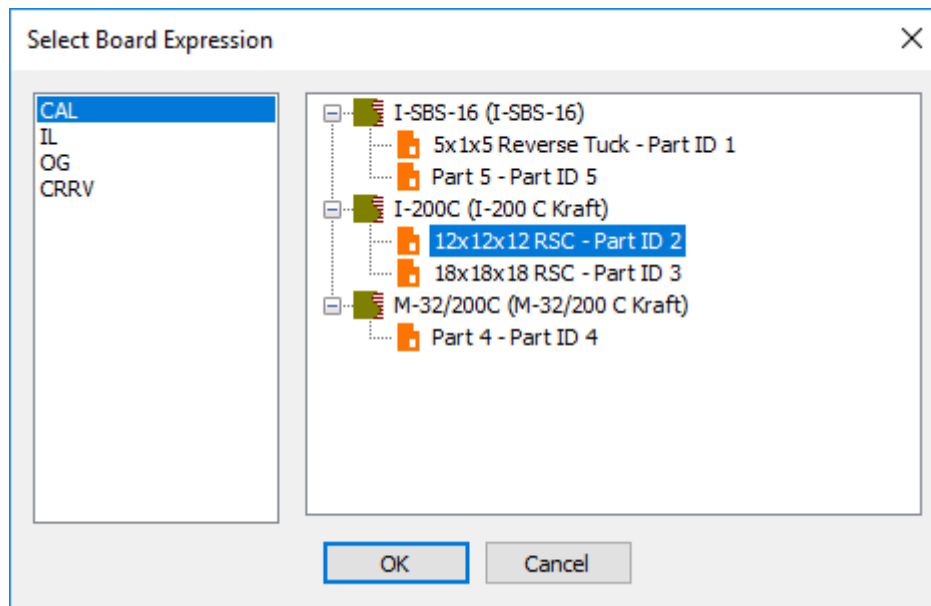 Select Board Expression
CAL
IL
OG
CRRV
I-SBS-16 (I-SBS-16)
5x1x5 Reverse Tuck - Part ID 1
Part 5 - Part ID 5
I-200C (I-200 C Kraft)
12x12x12 RSC - Part ID 2
18x18x18 RSC - Part ID 3
M-32/200C (M-32/200 C Kraft)
Part 4 - Part ID 4
OK
Cancel